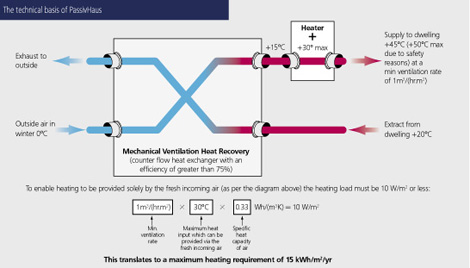 The technical basis of PassivHaus
Heater
+
+30° max
+15°C
Supply to dwelling
+45°C (+50°C max
due to safety
reasons) at a
min ventilation rate
of 1m³/(hr.m²)
Exhaust to
outside
Outside air in
winter 0°C
Extract from
dwelling +20°C
Mechanical Ventilation Heat Recovery
(counter flow heat exchanger with an
efficiency of greater than 75%)
To enable heating to be provided solely by the fresh incoming air (as per the diagram above) the heating load must be 10 W/m² or less:
1m³/(hr.m²) × 30°C × 0.33 Wh/(m³K) = 10 W/m²
Min. ventilation rate
Maximum heat input which can be provided via the fresh incoming air
Specific heat capacity of air
This translates to a maximum heating requirement of 15 kWh/m²/yr